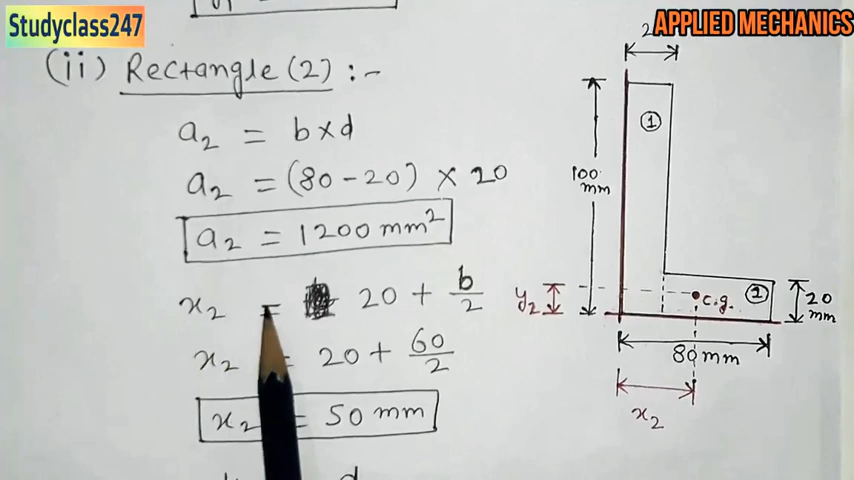 Studyclass247
APPLIED MECHANICS
(ii) Rectangle (2) :-
a2 = b×d
a2 = (80-20) × 20
a2 = 1200 mm²
x2 = 20 + b/2
x2 = 20 + 60/2
x2 = 50 mm
2
1
100
mm
y2
c.g.
1
20
mm
80 mm
x2